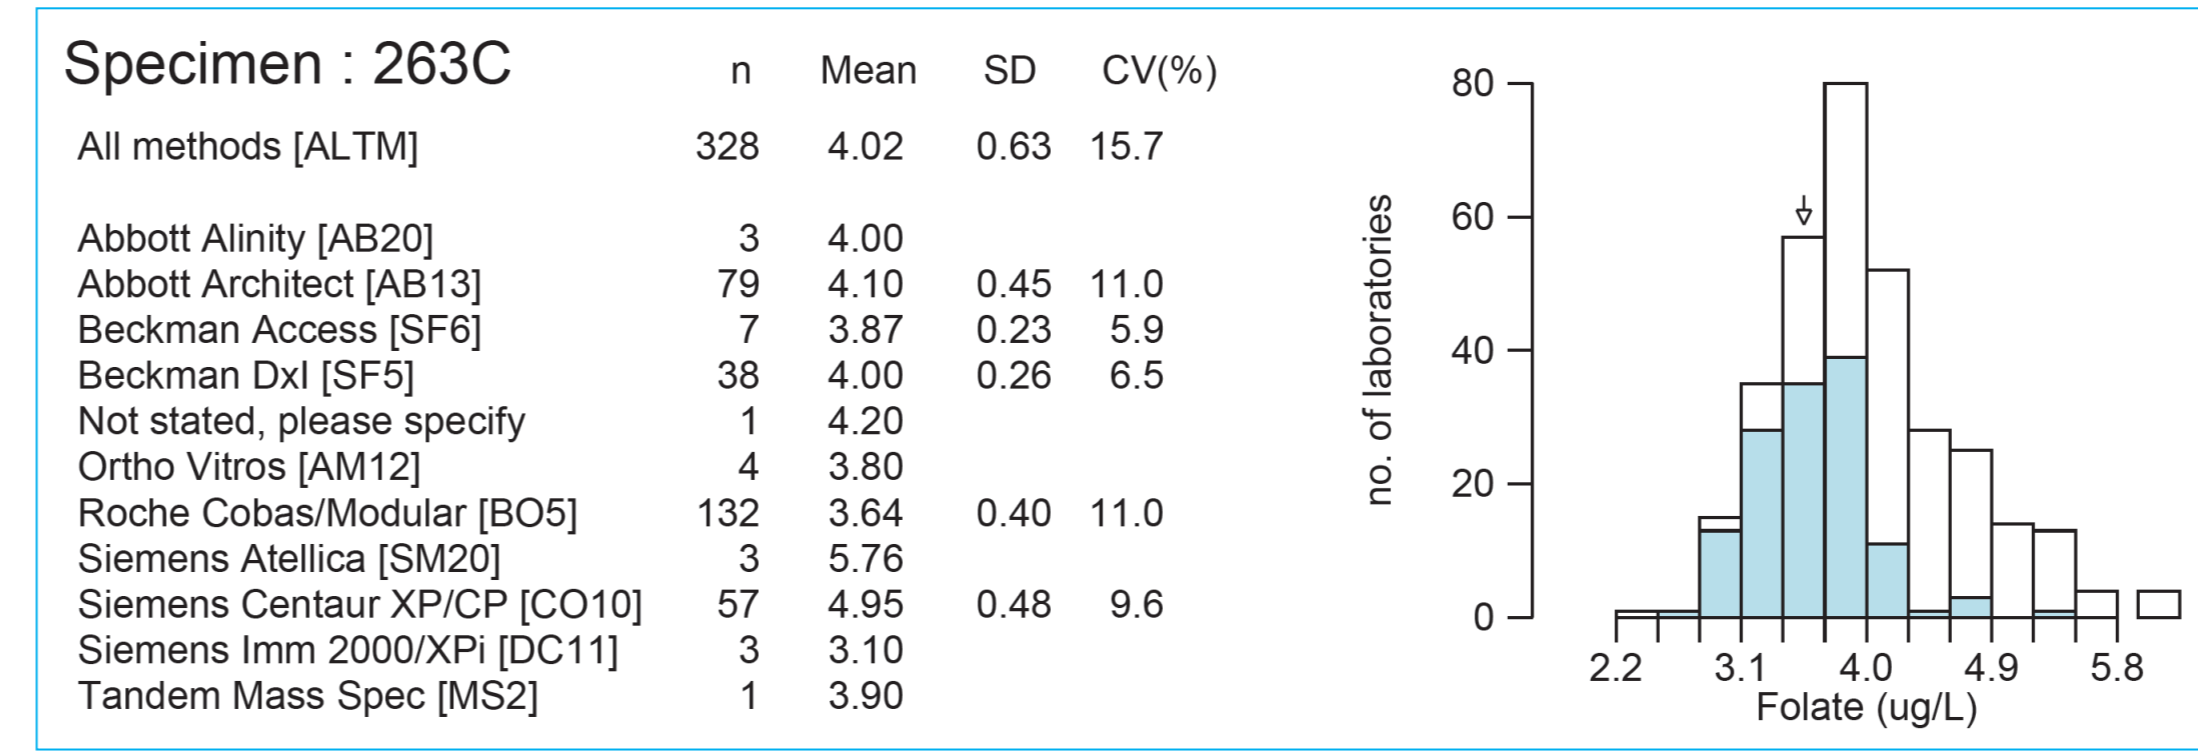 Specimen : 263C n Mean SD CV(%)
All methods [ALTM] 328 4.02 0.63 15.7
Abbott Alinity [AB20] 3 4.00
Abbott Architect [AB13] 79 4.10 0.45 11.0
Beckman Access [SF6] 7 3.87 0.23 5.9
Beckman DxI [SF5] 38 4.00 0.26 6.5
Not stated, please specify 1 4.20
Ortho Vitros [AM12] 4 3.80
Roche Cobas/Modular [BO5] 132 3.64 0.40 11.0
Siemens Atellica [SM20] 3 5.76
Siemens Centaur XP/CP [CO10] 57 4.95 0.48 9.6
Siemens Imm 2000/XPi [DC11] 3 3.10
Tandem Mass Spec [MS2] 1 3.90
no. of laboratories
80
60
40
20
0
2.2 3.1 4.0 4.9 5.8
Folate (ug/L)